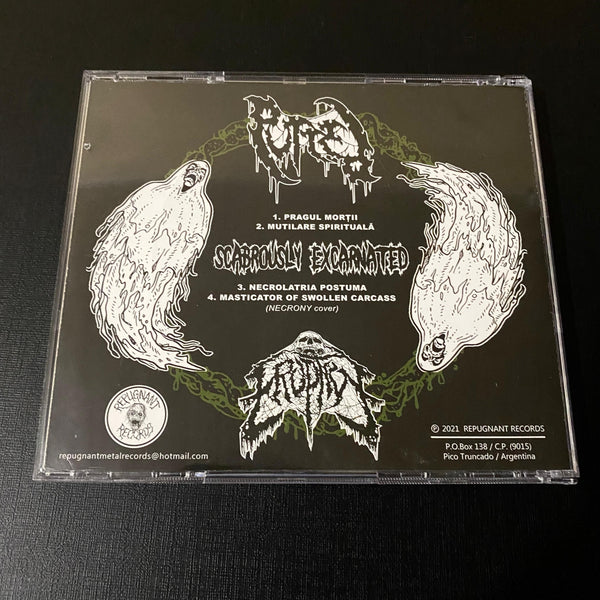 PUTRED
1. PRAGUL MORȚII
2. MUTILARE SPIRITUALĂ
SCABROUSLY EXCARNATED
3. NECROLATRIA POSTUMA
4. MASTICATOR OF SWOLLEN CARCASS
(NECRONY cover)
REPUGNANT
RECORDS
repugnantmetalrecords@hotmail.com
℗ 2021 REPUGNANT RECORDS
P.O.Box 138 / C.P. (9015)
Pico Truncado / Argentina